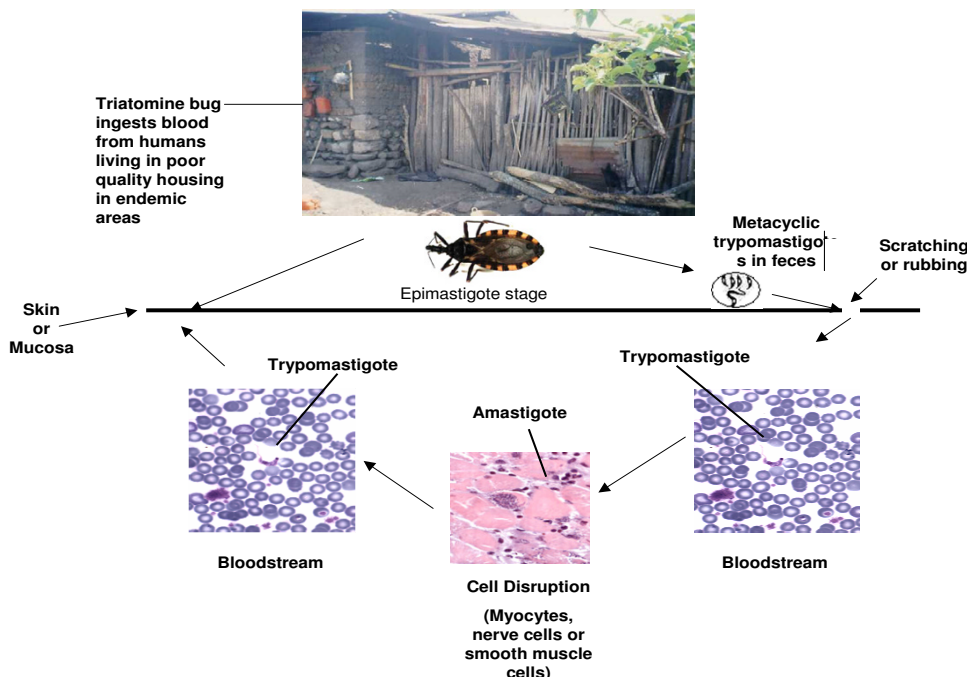 Triatomine bug
ingests blood
from humans
living in poor
quality housing
in endemic
areas
Metacyclic
trypomastigo
s in feces
Scratching
or rubbing
Epimastigote stage
Skin
or
Mucosa
Trypomastigote
Trypomastigote
Amastigote
Bloodstream
Bloodstream
Cell Disruption
(Myocytes,
nerve cells or
smooth muscle
cells)